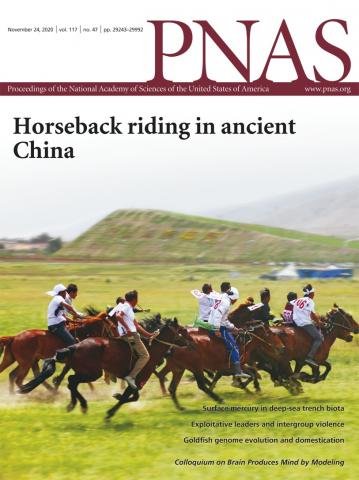 November 24, 2020 | vol. 117 | no. 47 | pp. 29243–29992
PNAS
Proceedings of the National Academy of Sciences of the United States of America
www.pnas.org
Horseback riding in ancient
China
Surface mercury in deep-sea trench biota
Exploitative leaders and intergroup violence
Goldfish genome evolution and domestication
Colloquium on Brain Produces Mind by Modeling